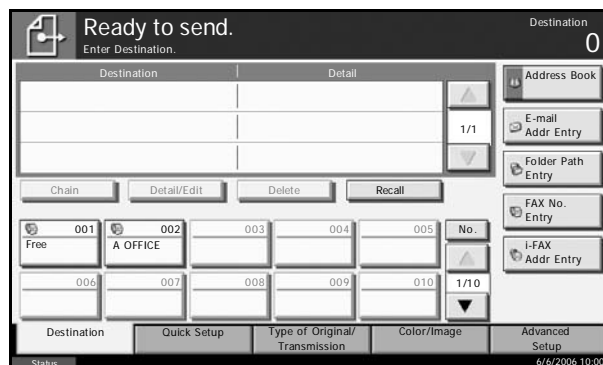 Ready to send.
Enter Destination.
Destination
0
Destination Detail
1/1
Chain Detail/Edit Delete Recall
001 002 003 004 005 No.
Free A OFFICE
006 007 008 009 010 1/10
Address Book
E-mail
Addr Entry
Folder Path
Entry
FAX No.
Entry
i-FAX
Addr Entry
Destination Quick Setup Type of Original/
Transmission Color/Image Advanced
Setup
Status 6/6/2006 10:00